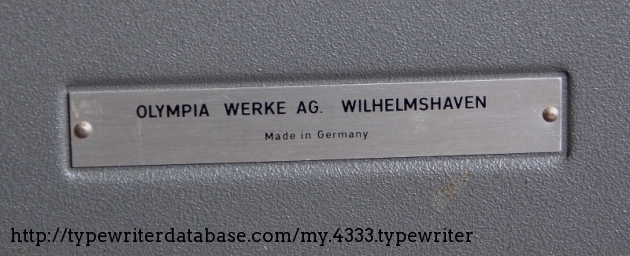 OLYMPIA WERKE AG. WILHELMSHAVEN
Made in Germany
http://typewriterdatabase.com/my.4333.typewriter